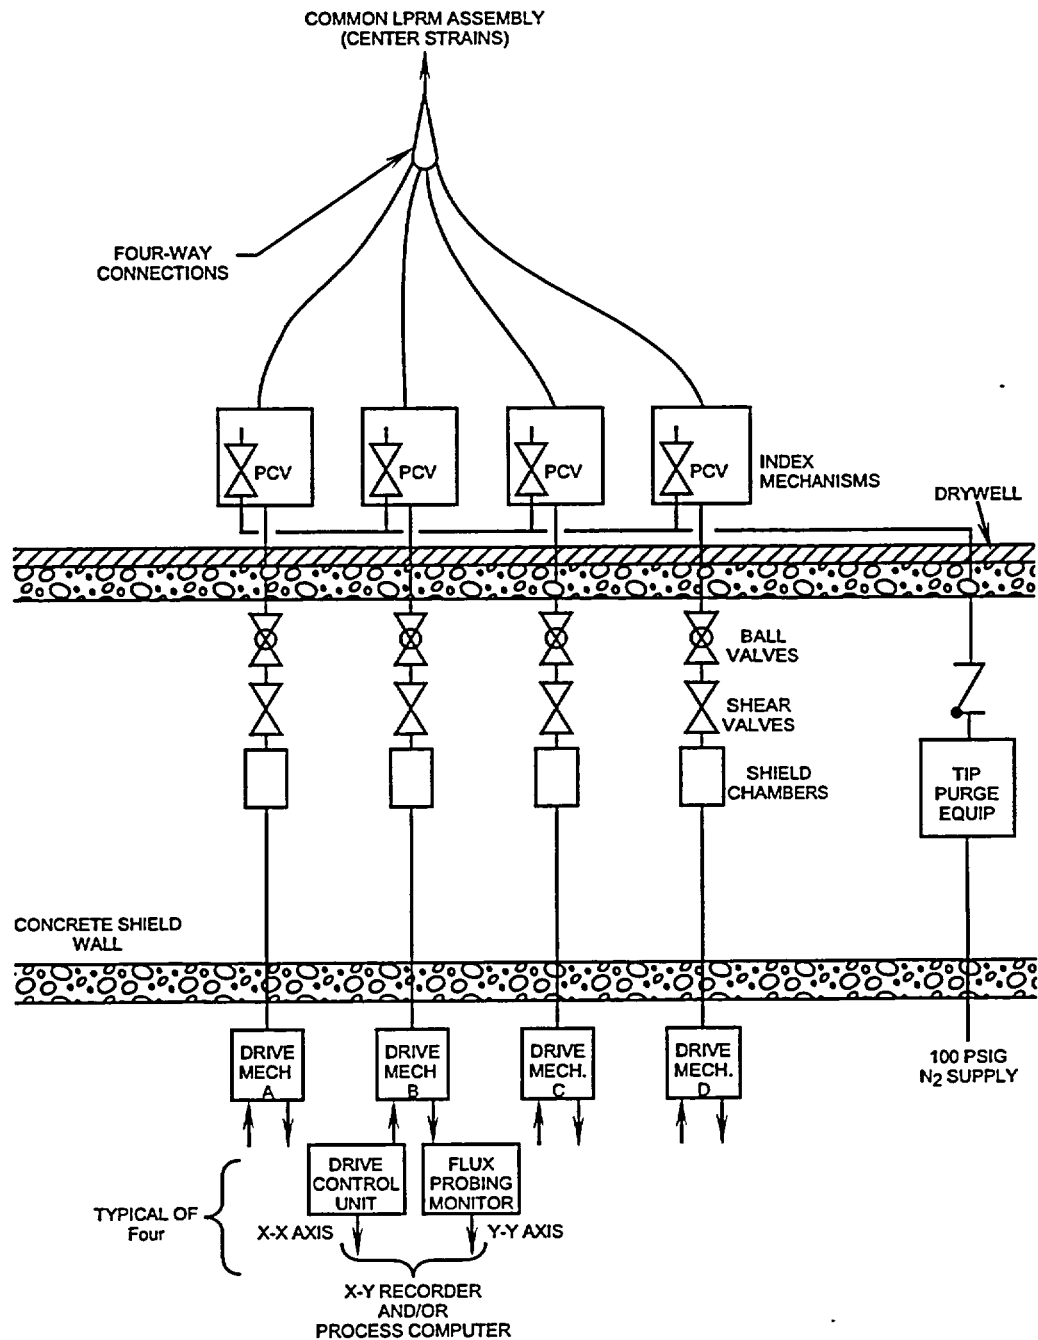 COMMON LPRM ASSEMBLY
(CENTER STRAINS)
FOUR-WAY
CONNECTIONS
PCV
PCV
PCV
PCV
INDEX
MECHANISMS
DRYWELL
BALL
VALVES
SHEAR
VALVES
SHIELD
CHAMBERS
TIP
PURGE
EQUIP
CONCRETE SHIELD
WALL
DRIVE
MECH
A
DRIVE
MECH
B
DRIVE
MECH.
C
DRIVE
MECH.
D
100 PSIG
N2 SUPPLY
DRIVE
CONTROL
UNIT
FLUX
PROBING
MONITOR
TYPICAL OF
Four
X-X AXIS
Y-Y AXIS
X-Y RECORDER
AND/OR
PROCESS COMPUTER